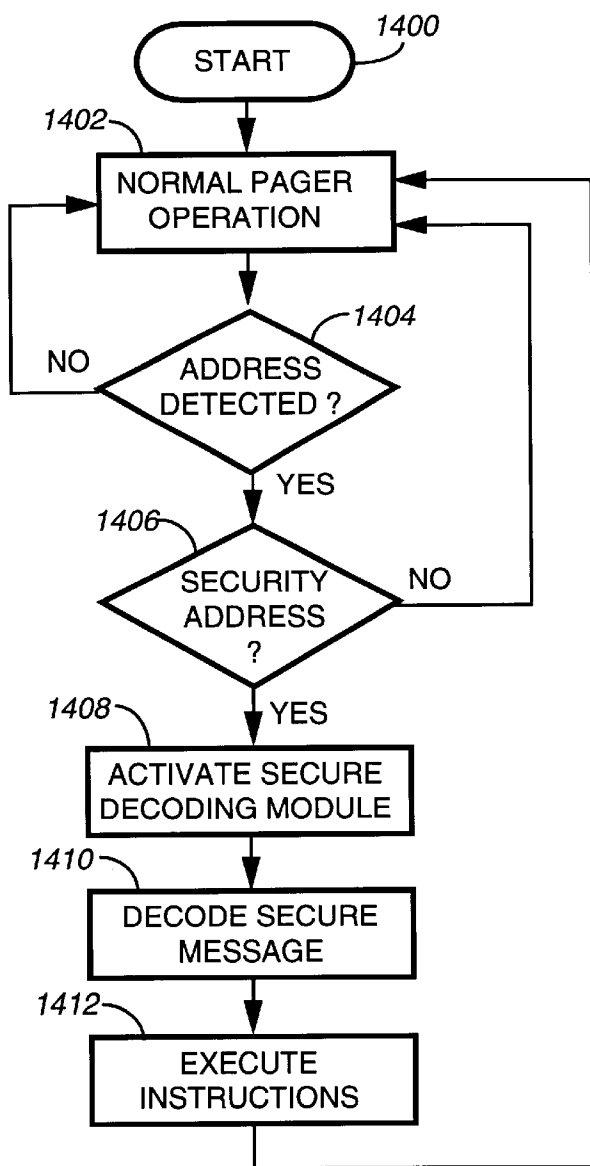 1400
START
1402
NORMAL PAGER
OPERATION
1404
NO
ADDRESS
DETECTED ?
YES
1406
SECURITY
ADDRESS
?
NO
YES
1408
ACTIVATE SECURE
DECODING MODULE
1410
DECODE SECURE
MESSAGE
1412
EXECUTE
INSTRUCTIONS